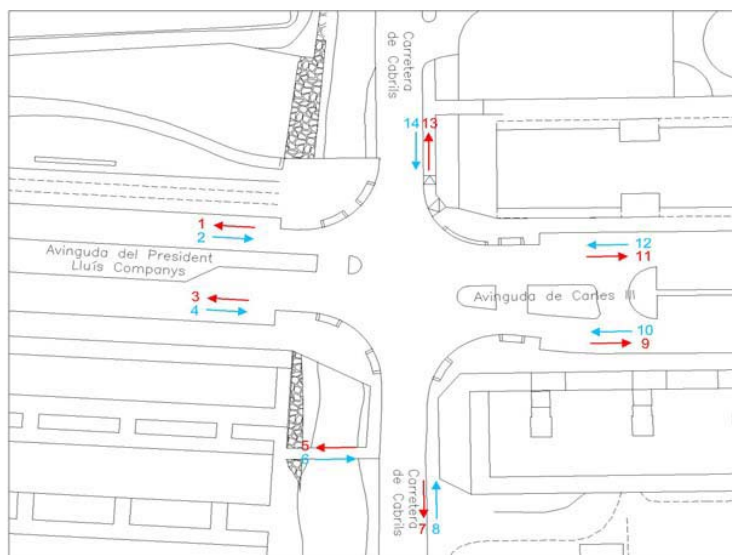 Carretera
de Cabrils
14 13
1
2
12
11
Avinguda del President
Lluís Companys
3
4
Avinguda de Carles III
10
9
5
6
Carretera
de Cabrils
7 8